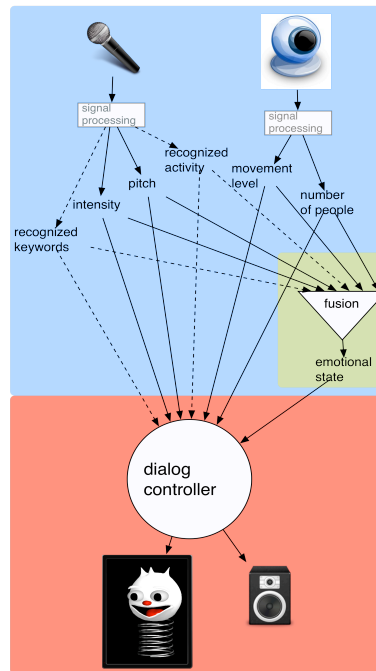 signal
processing
signal
processing
recognized
activity
movement
level
pitch
number
of people
intensity
recognized
keywords
fusion
emotional
state
dialog
controller